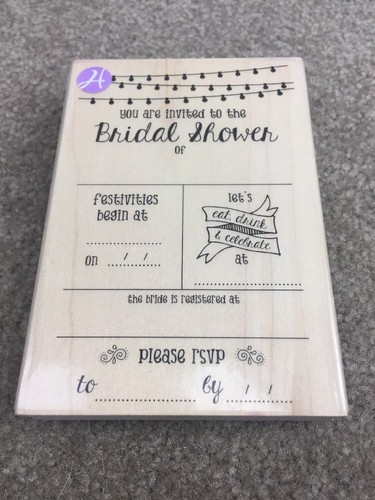 H
you are invited to the
Bridal Shower
of
festivities
begin at
on / /
let's
eat, drink
& celebrate
at
the bride is registered at
please rsvp
to by / /